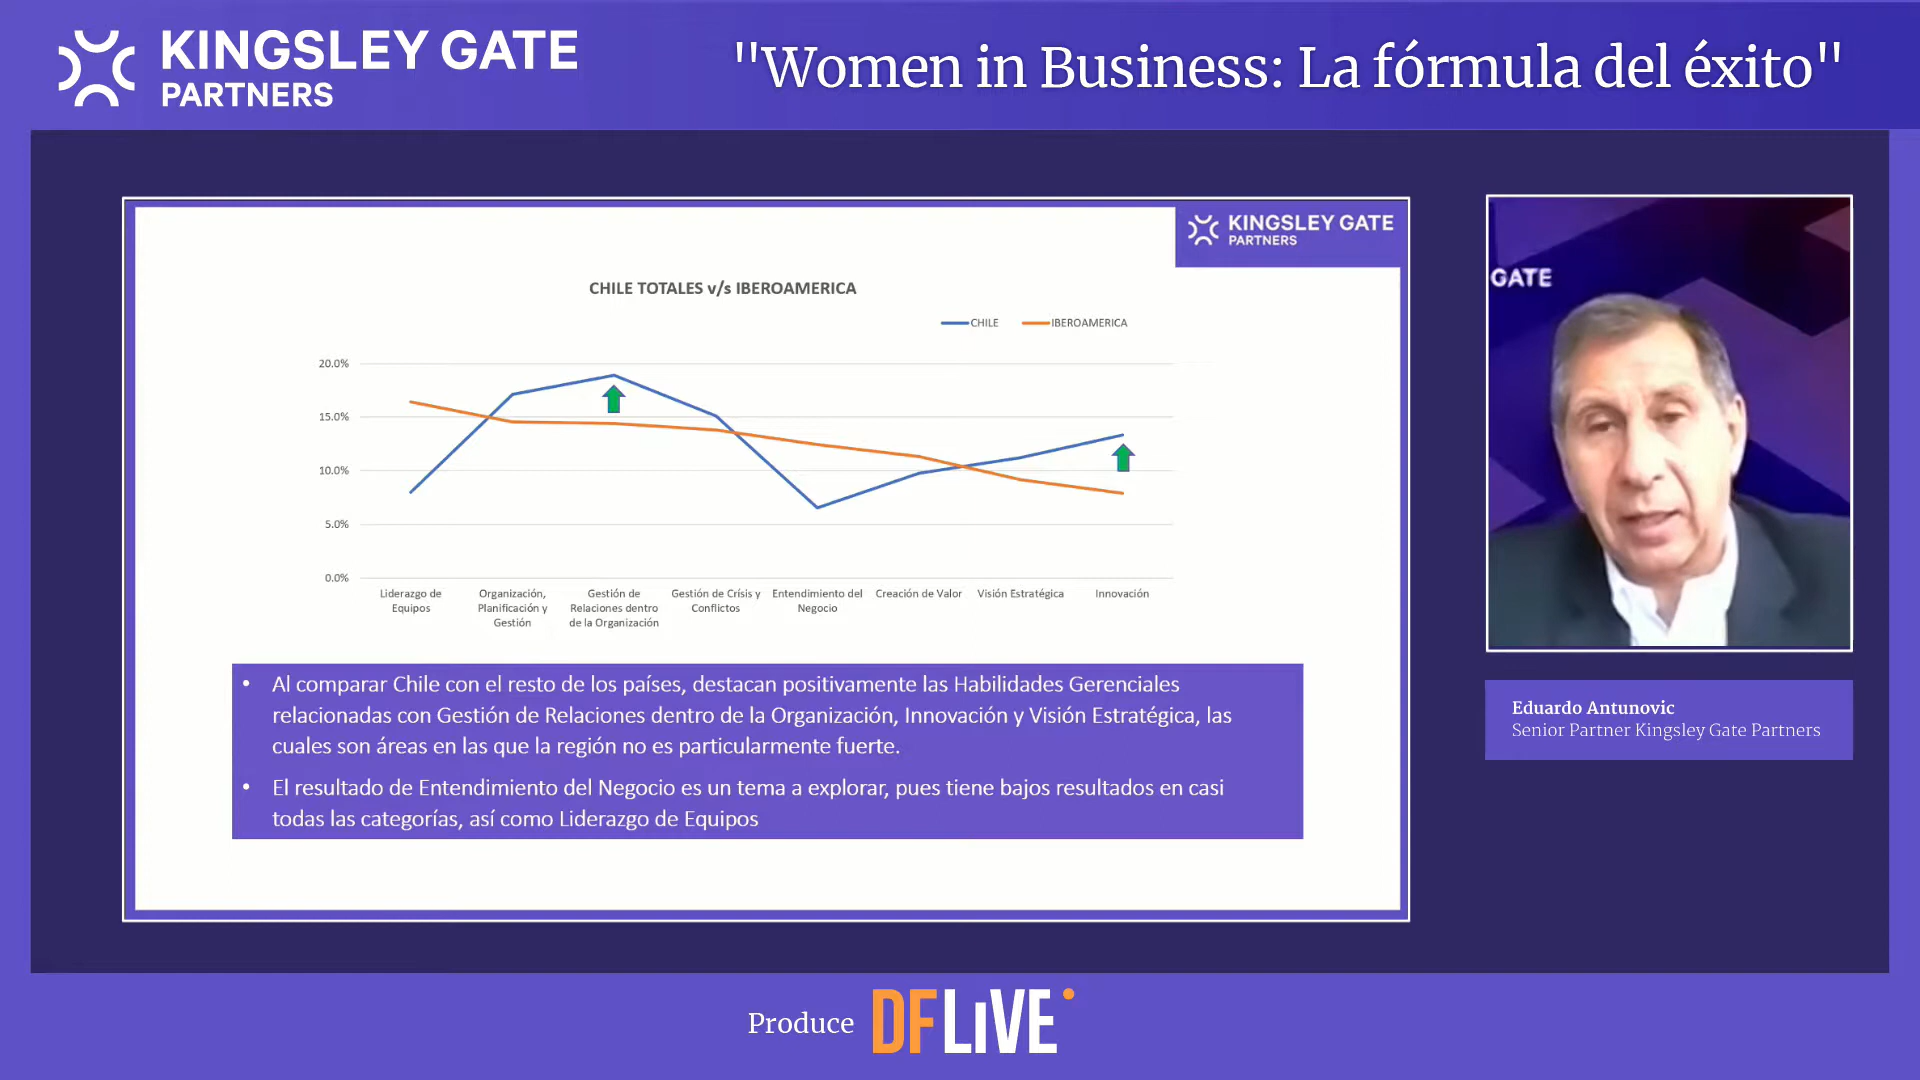 KINGSLEY GATE
PARTNERS
"Women in Business: La fórmula del éxito"
KINGSLEY GATE
PARTNERS
CHILE TOTALES v/s IBEROAMERICA
CHILE
IBEROAMERICA
20.0%
15.0%
10.0%
5.0%
0.0%
Liderazgo de
Equipos
Organización,
Planificación y
Gestión
Gestión de
Relaciones dentro
de la Organización
Gestión de Crísis y
Conflictos
Entendimiento del
Negocio
Creación de Valor
Visión Estratégica
Innovación
• Al comparar Chile con el resto de los países, destacan positivamente las Habilidades Gerenciales
relacionadas con Gestión de Relaciones dentro de la Organización, Innovación y Visión Estratégica, las
cuales son áreas en las que la región no es particularmente fuerte.
• El resultado de Entendimiento del Negocio es un tema a explorar, pues tiene bajos resultados en casi
todas las categorías, así como Liderazgo de Equipos
GATE
Eduardo Antunovic
Senior Partner Kingsley Gate Partners
Produce
DFLiVE